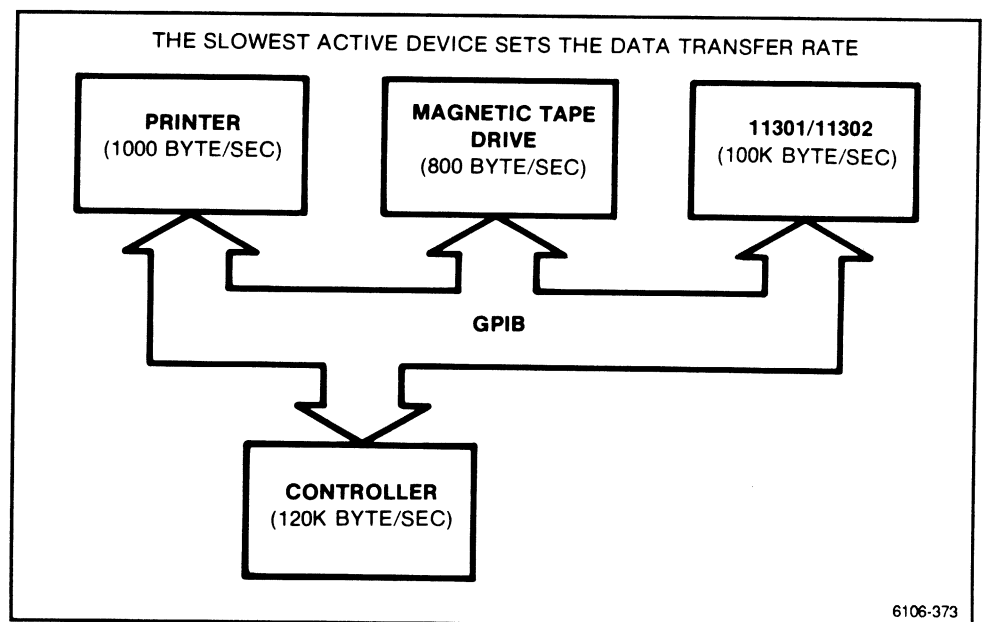 THE SLOWEST ACTIVE DEVICE SETS THE DATA TRANSFER RATE
PRINTER
(1000 BYTE/SEC)
MAGNETIC TAPE
DRIVE
(800 BYTE/SEC)
11301/11302
(100K BYTE/SEC)
GPIB
CONTROLLER
(120K BYTE/SEC)
6106-373